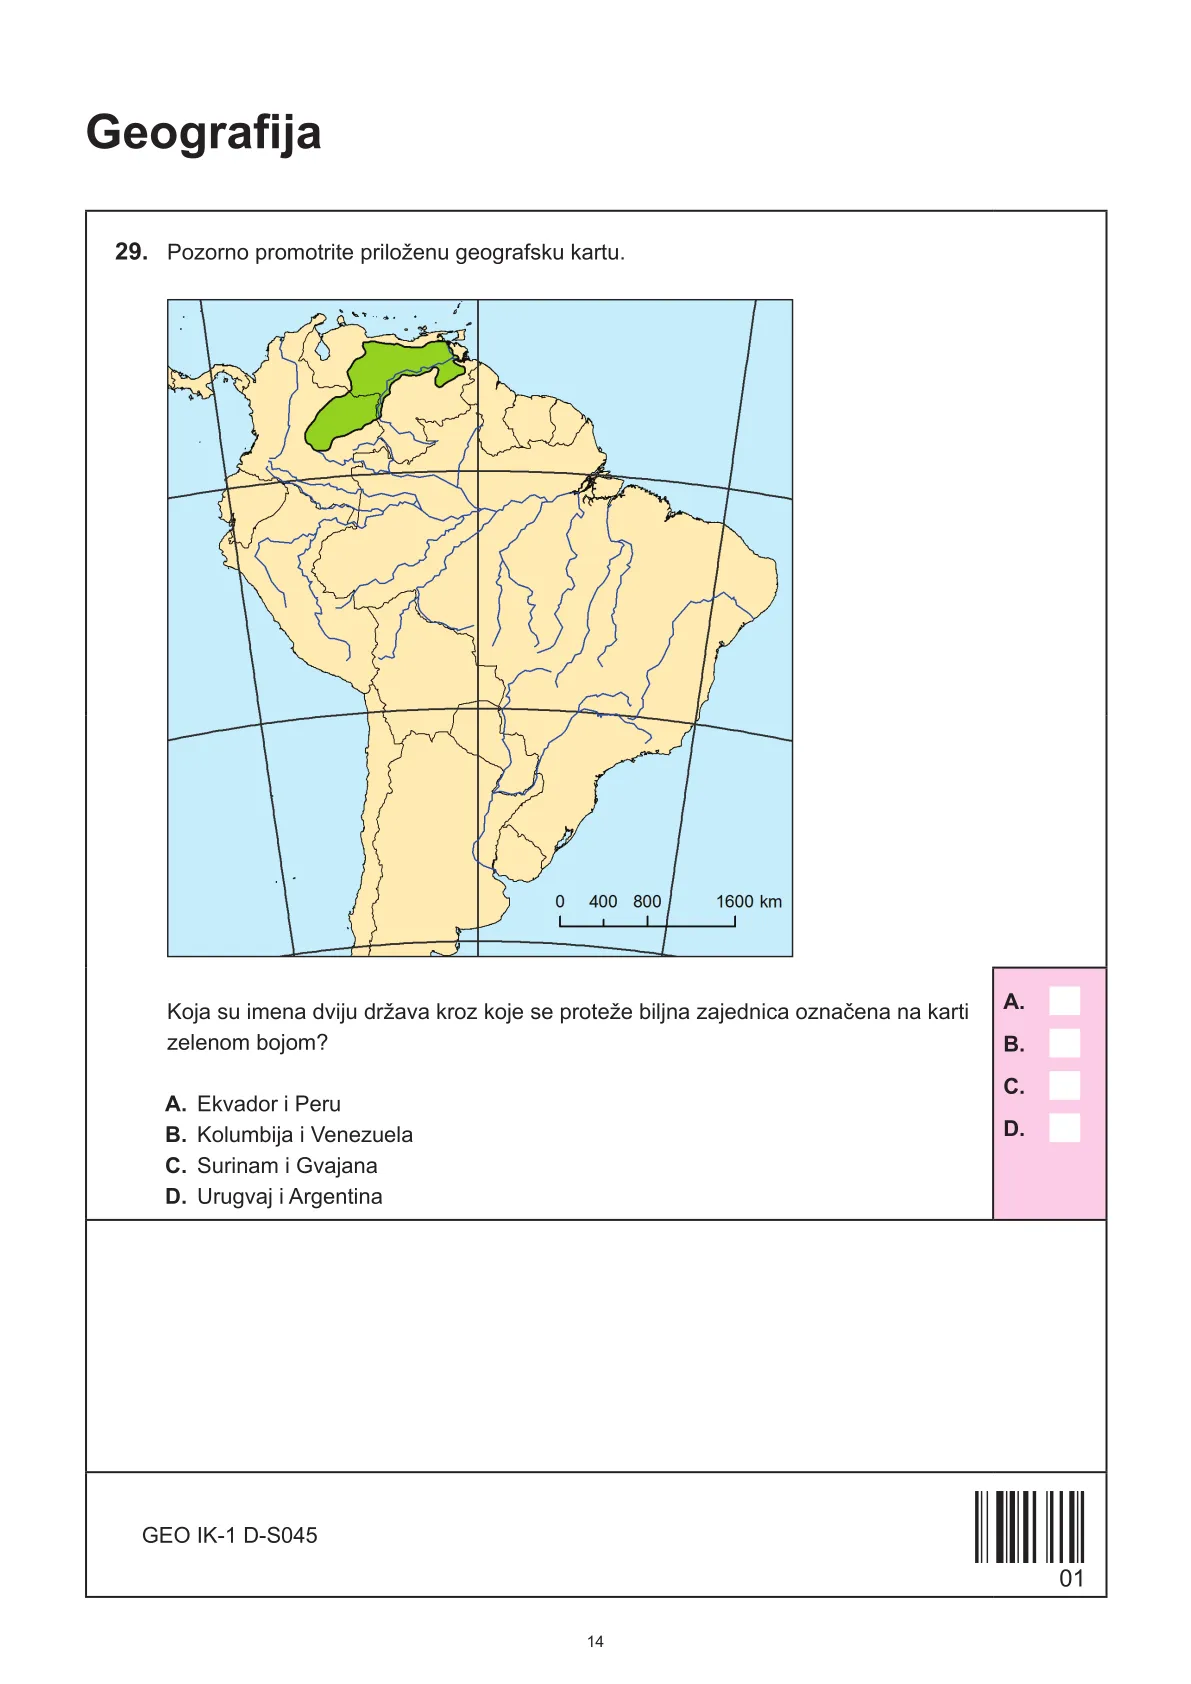 Geografija
29. Pozorno promotrite priloženu geografsku kartu.
0 400 800 1600 km
Koja su imena dviju država kroz koje se proteže biljna zajednica označena na karti
zelenom bojom?
A. Ekvador i Peru
B. Kolumbija i Venezuela
C. Surinam i Gvajana
D. Urugvaj i Argentina
A.
B.
C.
D.
GEO IK-1 D-S045
01
14